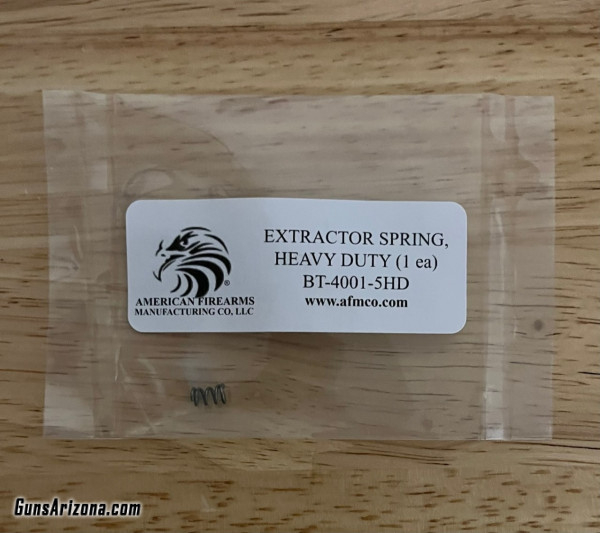 EXTRACTOR SPRING,
HEAVY DUTY (1 ea)
BT-4001-5HD
www.afmco.com
®
AMERICAN FIREARMS
MANUFACTURING CO, LLC
GunsArizona.com